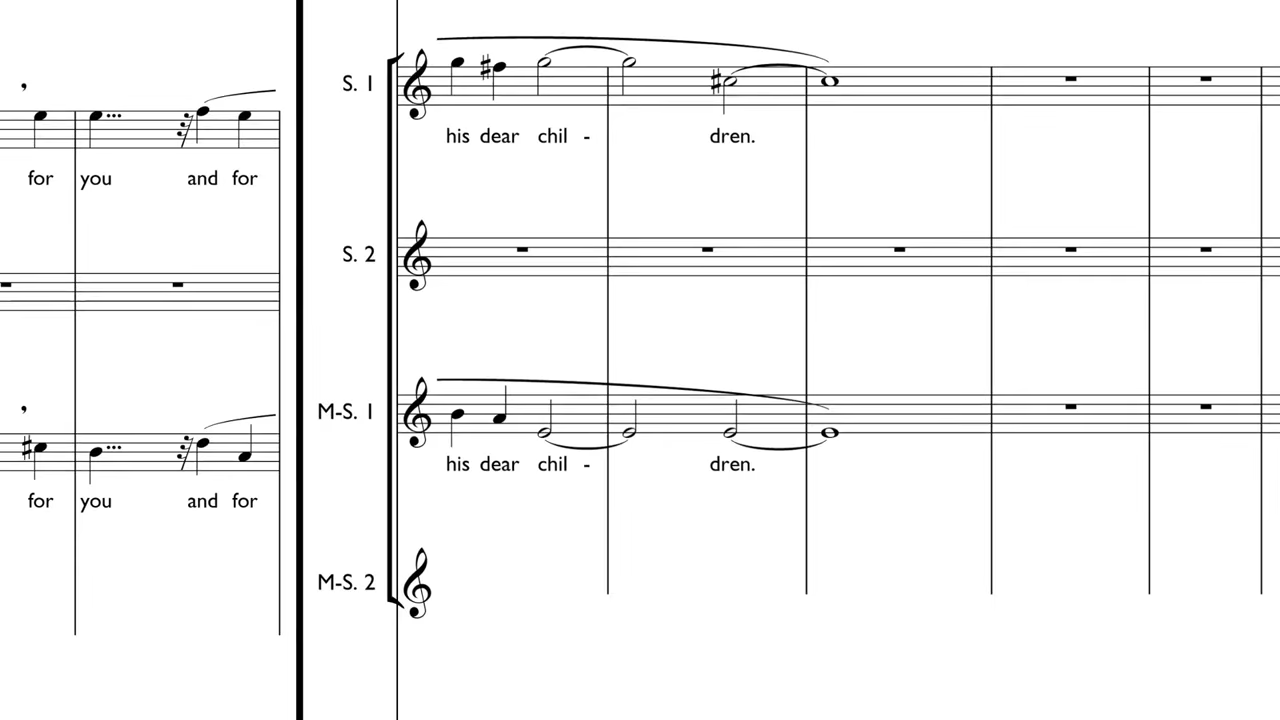 for you and for
for you and for
S. 1
his dear chil - dren.
S. 2
M-S. 1
his dear chil - dren.
M-S. 2